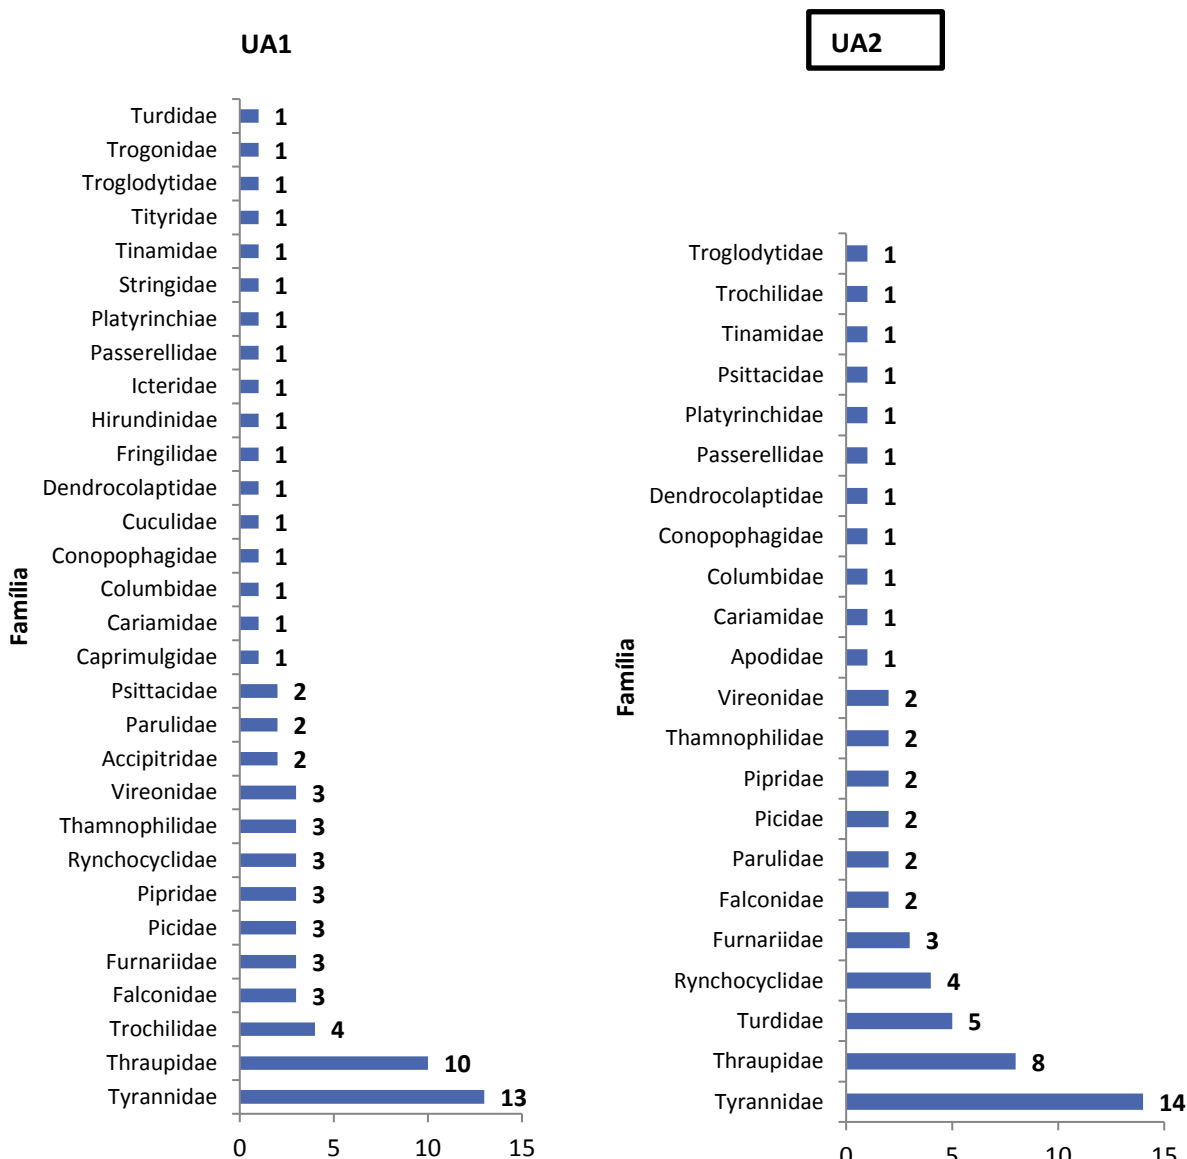 UA1
Família
Turdidae 1
Trogonidae 1
Troglodytidae 1
Tityridae 1
Tinamidae 1
Stringidae 1
Platyrinchiae 1
Passerellidae 1
Icteridae 1
Hirundinidae 1
Fringilidae 1
Dendrocolaptidae 1
Cuculidae 1
Conopophagidae 1
Columbidae 1
Cariamidae 1
Caprimulgidae 1
Psittacidae 2
Parulidae 2
Accipitridae 2
Vireonidae 3
Thamnophilidae 3
Rynchocyclidae 3
Pipridae 3
Picidae 3
Furnariidae 3
Falconidae 3
Trochilidae 4
Thraupidae 10
Tyrannidae 13
0 5 10 15
UA2
Família
Troglodytidae 1
Trochilidae 1
Tinamidae 1
Psittacidae 1
Platyrinchidae 1
Passerellidae 1
Dendrocolaptidae 1
Conopophagidae 1
Columbidae 1
Cariamidae 1
Apodidae 1
Vireonidae 2
Thamnophilidae 2
Pipridae 2
Picidae 2
Parulidae 2
Falconidae 2
Furnariidae 3
Rynchocyclidae 4
Turdidae 5
Thraupidae 8
Tyrannidae 14
0 5 10 15